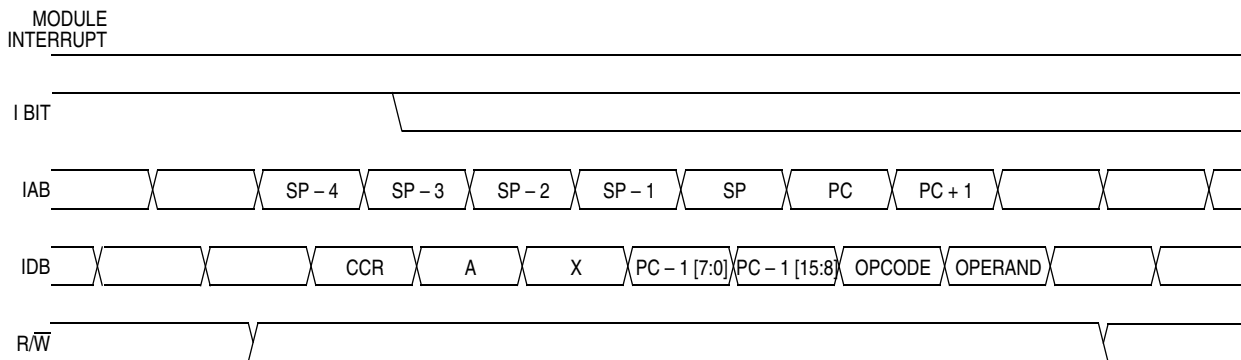 MODULE
INTERRUPT
I BIT
IAB SP – 4 SP – 3 SP – 2 SP – 1 SP PC PC + 1
IDB CCR A X PC – 1 [7:0] PC – 1 [15:8] OPCODE OPERAND
R/W̅